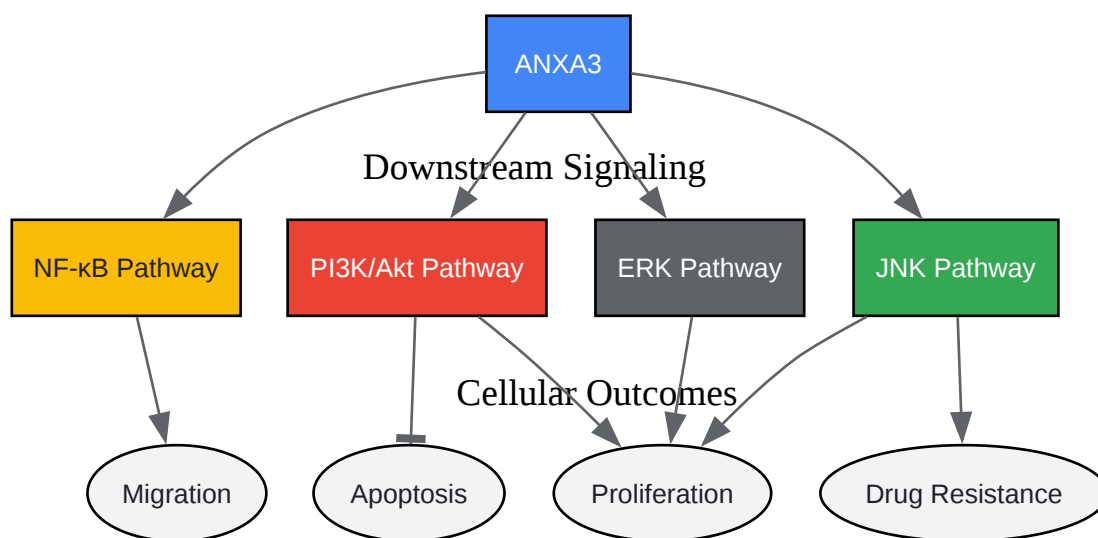 ANXA3
Downstream Signaling
NF-κB Pathway
PI3K/Akt Pathway
ERK Pathway
JNK Pathway
Cellular Outcomes
Migration
Apoptosis
Proliferation
Drug Resistance